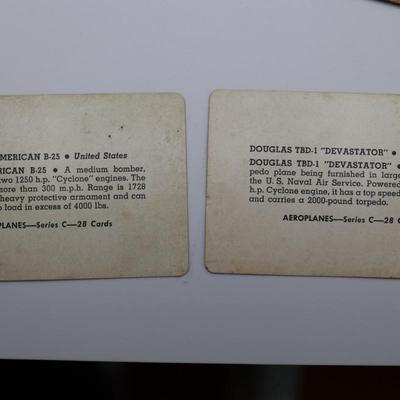 MERICAN B-25 • United States
RICAN B-25 • A medium bomber,
two 1250 h.p. "Cyclone" engines. The
more than 300 m.p.h. Range is 1728
heavy protective armament and can
load in excess of 4000 lbs.
PLANES—Series C—28 Cards
DOUGLAS TBD-1 "DEVASTATOR" •
DOUGLAS TBD-1 "DEVASTATOR" •
pedo plane being furnished in large
the U. S. Naval Air Service. Powered
h.p. Cyclone engine, it has a top speed
and carries a 2000-pound torpedo.
AEROPLANES—Series C—28 C